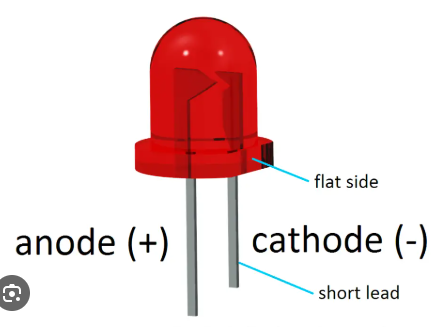 flat side
anode (+)
cathode (-)
short lead